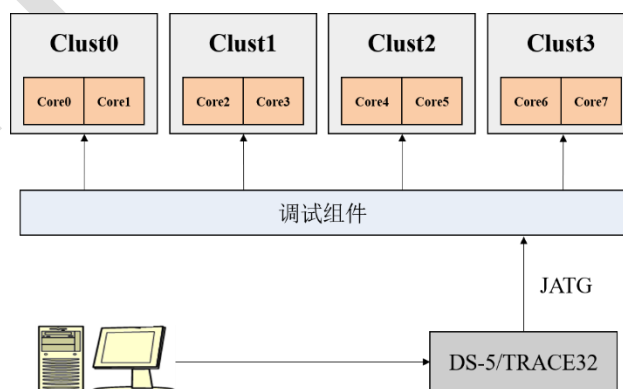 Clust0 Clust1 Clust2 Clust3
Core0 Core1 Core2 Core3 Core4 Core5 Core6 Core7
调试组件
JATG
DS-5/TRACE32